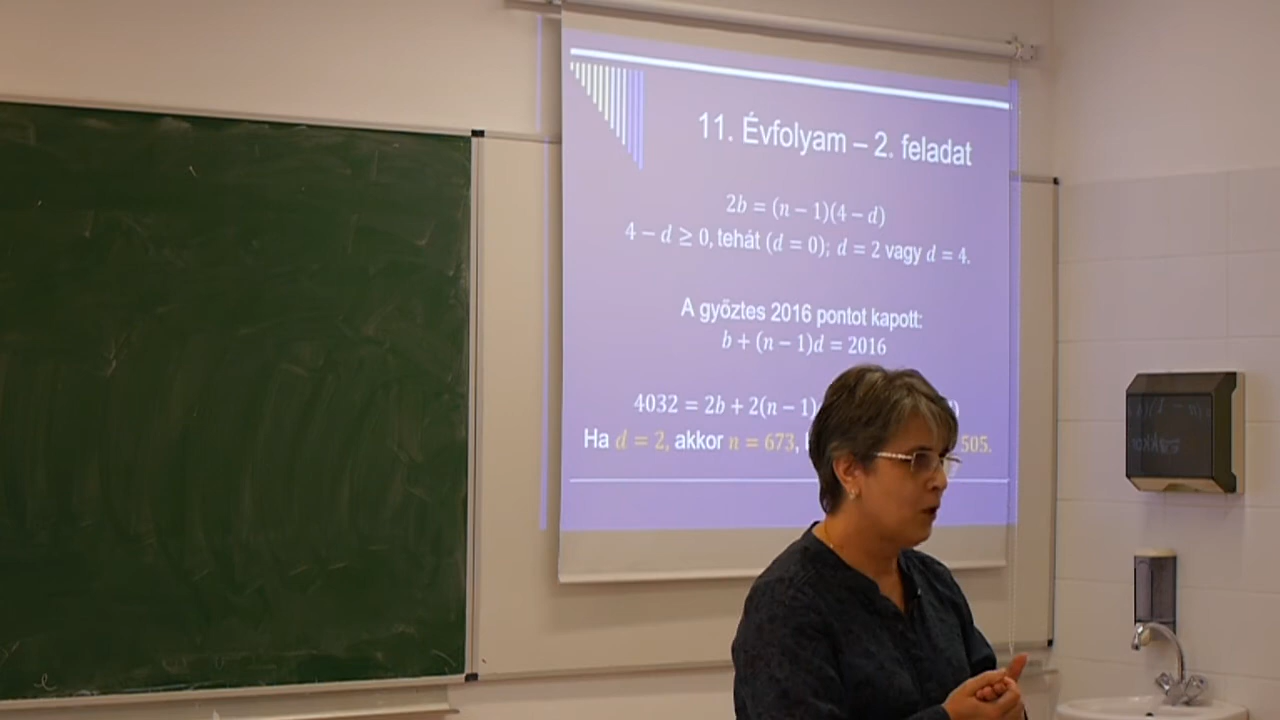 11. Évfolyam – 2. feladat
2b = (n − 1)(4 − d)
4 − d ≥ 0, tehát (d = 0); d = 2 vagy d = 4.
A győztes 2016 pontot kapott:
b + (n − 1)d = 2016
4032 = 2b + 2(n − 1)
Ha d = 2, akkor n = 673, 505.